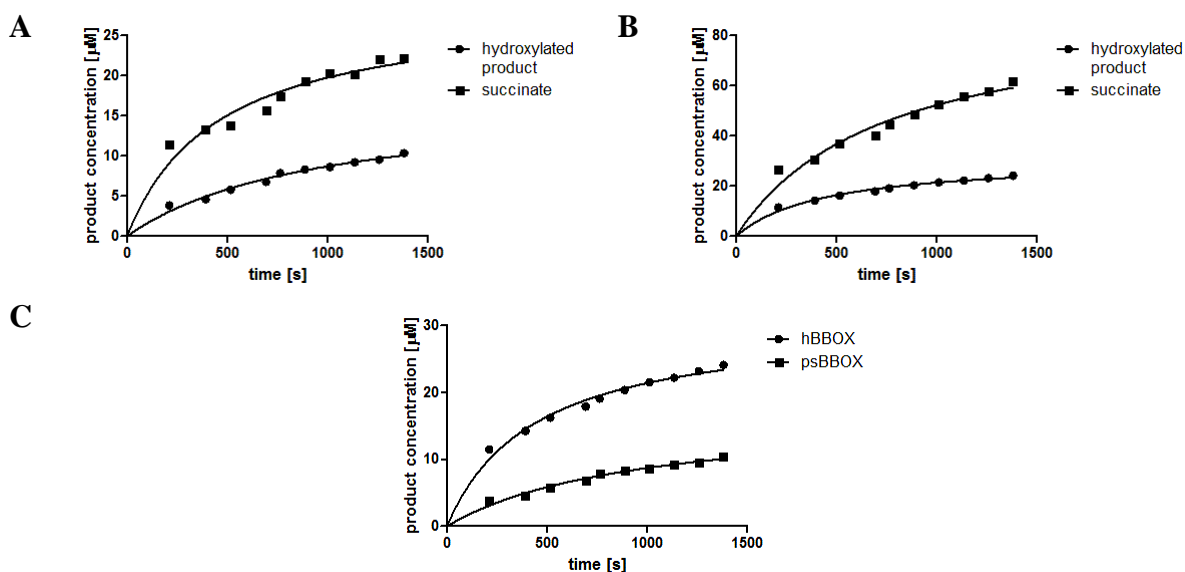 A
product concentration [µM]
25
20
15
10
5
0
0 500 1000 1500
time [s]
hydroxylated
product
succinate
B
product concentration [µM]
80
60
40
20
0
0 500 1000 1500
time [s]
hydroxylated
product
succinate
C
product concentration [µM]
30
20
10
0
0 500 1000 1500
time [s]
hBBOX
psBBOX